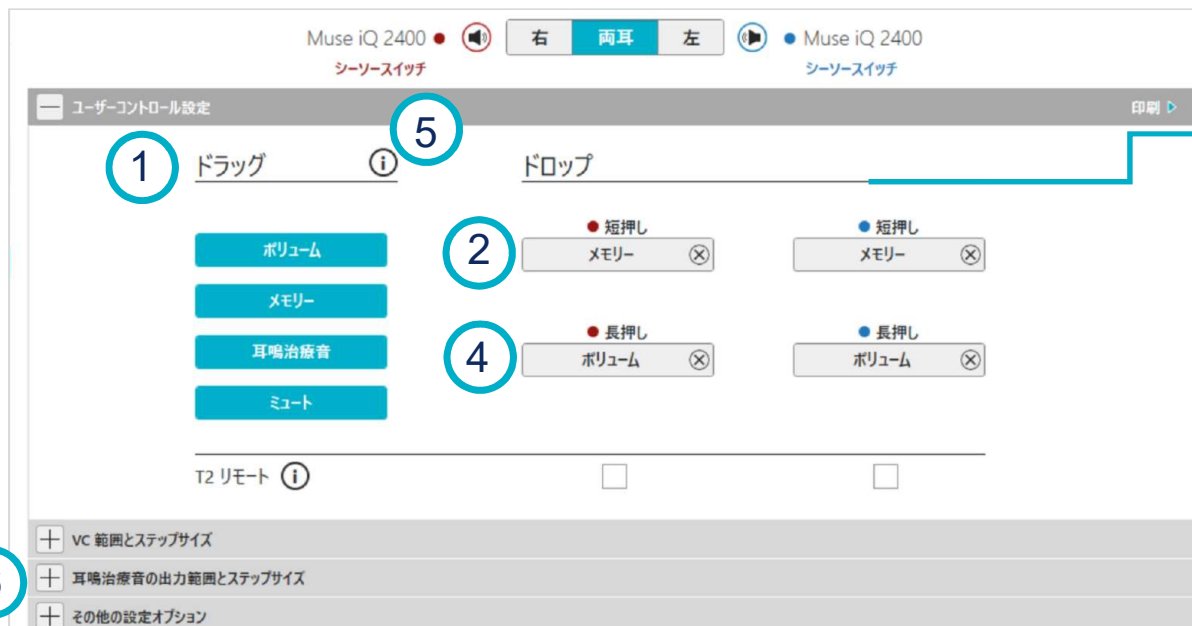 Muse iQ 2400 右 両耳 左 Muse iQ 2400
シーソースイッチ シーソースイッチ
ユーザーコントロール設定 印刷
5
1 ドラッグ ドロップ
短押し 短押し
ボリューム 2 メモリー メモリー
メモリー
長押し 長押し
耳鳴治療音 4 ボリューム ボリューム
ミュート
T2 リモート
VC 範囲とステップサイズ
耳鳴治療音の出力範囲とステップサイズ
その他の設定オプション